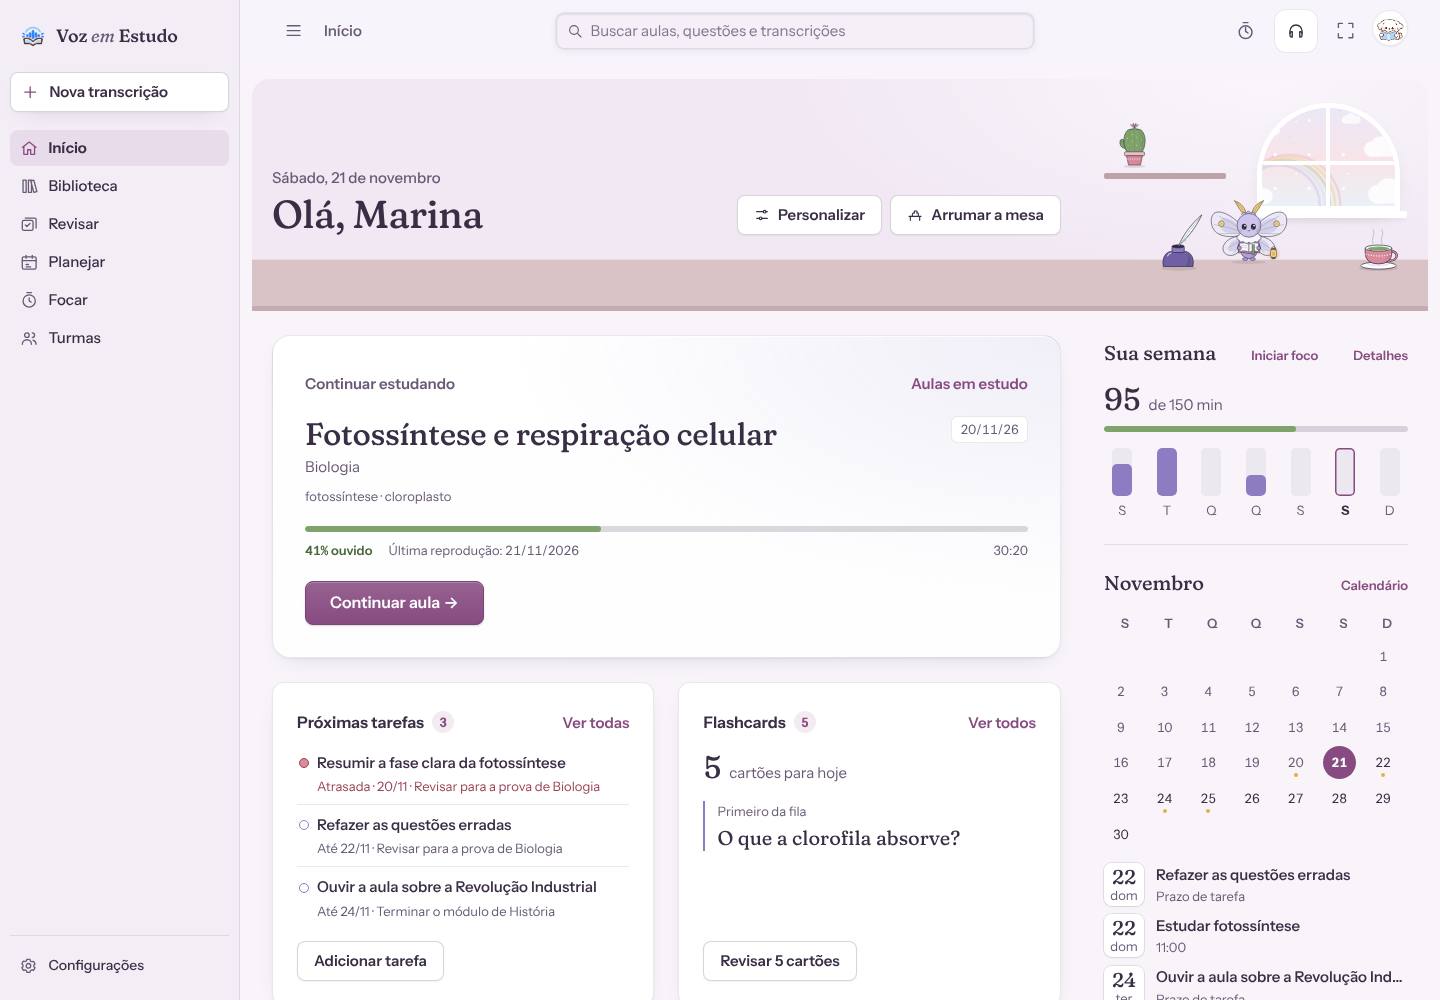 Voz em Estudo
Nova transcrição
Início
Biblioteca
Revisar
Planejar
Focar
Turmas
Configurações
Início
Buscar aulas, questões e transcrições
Sábado, 21 de novembro
Olá, Marina
Personalizar
Arrumar a mesa
Continuar estudando
Aulas em estudo
Fotossíntese e respiração celular
20/11/26
Biologia
fotossíntese · cloroplasto
41% ouvido Última reprodução: 21/11/2026 30:20
Continuar aula →
Próximas tarefas 3 Ver todas
Resumir a fase clara da fotossíntese
Atrasada · 20/11 · Revisar para a prova de Biologia
Refazer as questões erradas
Até 22/11 · Revisar para a prova de Biologia
Ouvir a aula sobre a Revolução Industrial
Até 24/11 · Terminar o módulo de História
Adicionar tarefa
Flashcards 5 Ver todos
5 cartões para hoje
Primeiro da fila
O que a clorofila absorve?
Revisar 5 cartões
Sua semana Iniciar foco Detalhes
95 de 150 min
S T Q Q S S D
Novembro Calendário
S T Q Q S S D
1
2 3 4 5 6 7 8
9 10 11 12 13 14 15
16 17 18 19 20 21 22
23 24 25 26 27 28 29
30
22 dom Refazer as questões erradas
Prazo de tarefa
22 dom Estudar fotossíntese
11:00
24 ter Ouvir a aula sobre a Revolução Ind...
Prazo de tarefa